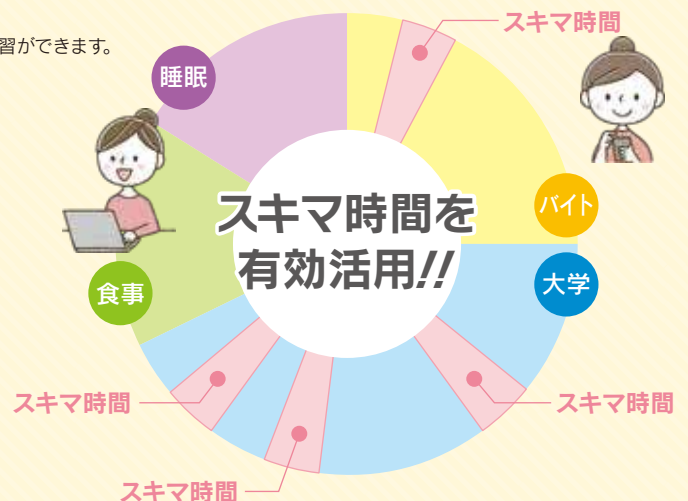 習ができます。
スキマ時間
睡眠
バイト
スキマ時間を
有効活用!!
大学
食事
スキマ時間
スキマ時間
スキマ時間